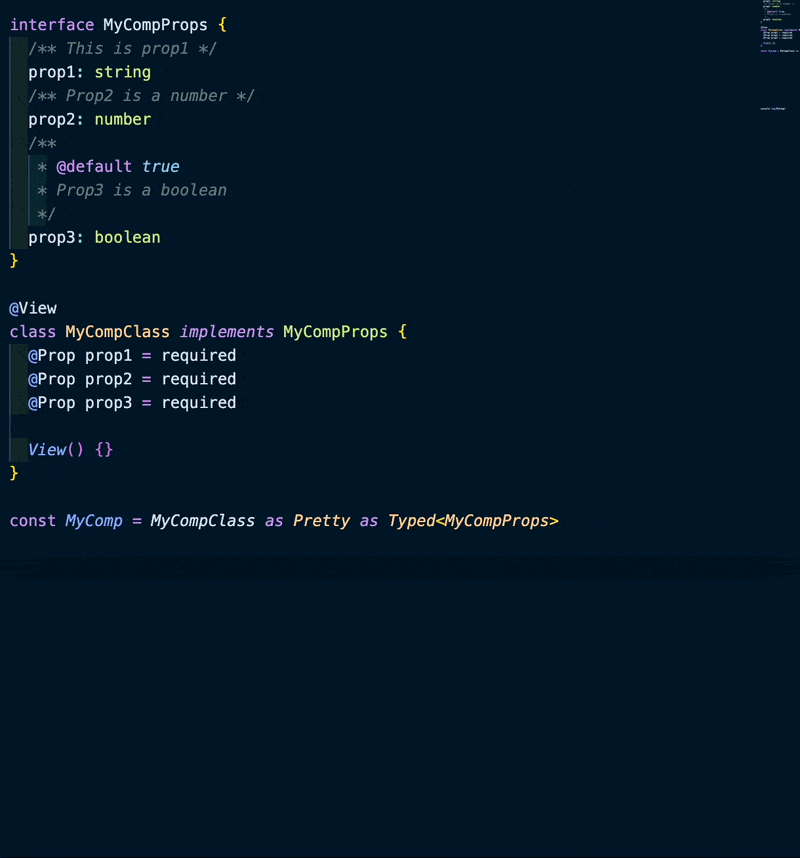 interface MyCompProps {
/** This is prop1 */
prop1: string
/** Prop2 is a number */
prop2: number
/**
* @default true
* Prop3 is a boolean
*/
prop3: boolean
}
@View
class MyCompClass implements MyCompProps {
@Prop prop1 = required
@Prop prop2 = required
@Prop prop3 = required
View() {}
}
const MyComp = MyCompClass as Pretty as Typed<MyCompProps>